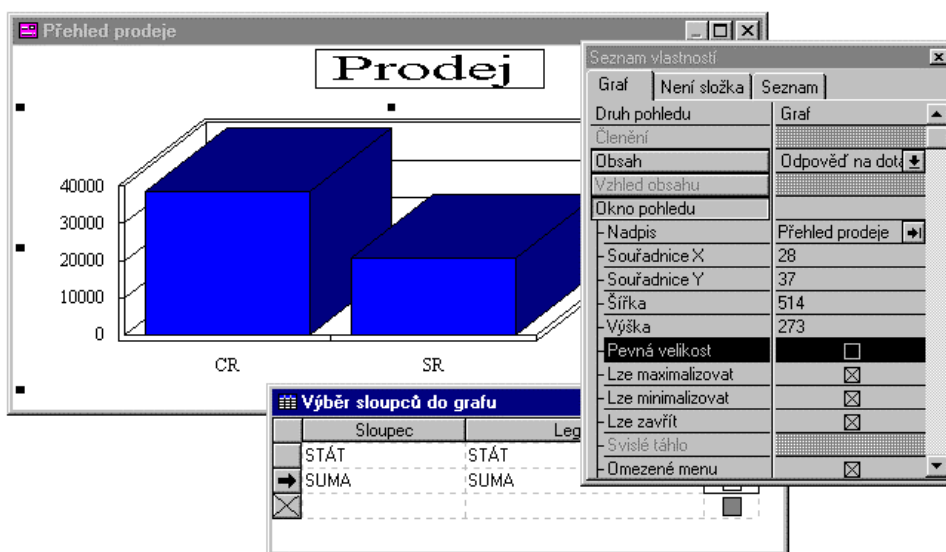 Přehled prodeje
Prodej
40000
30000
20000
10000
0
CR
SR
Seznam vlastností
Graf
Není složka
Seznam
Druh pohledu
Graf
Členění
Obsah
Odpověď na dota
Vzhled obsahu
Okno pohledu
Nadpis
Přehled prodeje
Souřadnice X
28
Souřadnice Y
37
Šířka
514
Výška
273
Pevná velikost
Lze maximalizovat
Lze minimalizovat
Lze zavřít
Svislé táhlo
Omezené menu
Výběr sloupců do grafu
Sloupec
Leg
STÁT
STÁT
SUMA
SUMA